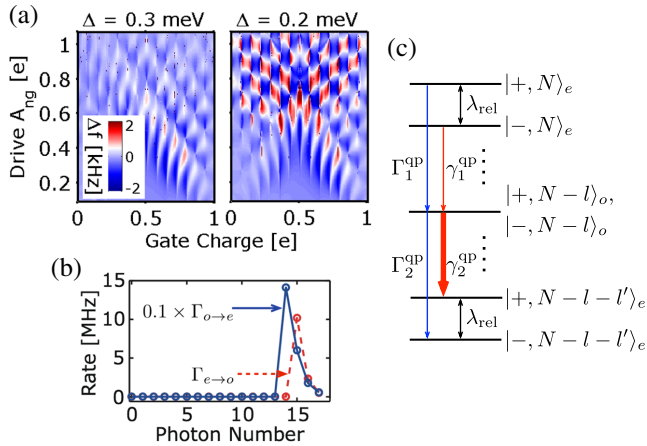 (a)
Δ = 0.3 meV
Δ = 0.2 meV
Drive A_ng [e]
1
0.8
0.6
0.4
0.2
Δf [kHz]
2
0
-2
0 0.5 1
0 0.5 1
Gate Charge [e]
(b)
Rate [MHz]
15
10
5
0
0.1 × Γ_{o→e}
Γ_{e→o}
0 5 10 15
Photon Number
(c)
|+, N⟩_e
λ_rel
|−, N⟩_e
Γ_1^qp
γ_1^qp
|+, N − l⟩_o,
|−, N − l⟩_o
Γ_2^qp
γ_2^qp
|+, N − l − l′⟩_e
λ_rel
|−, N − l − l′⟩_e